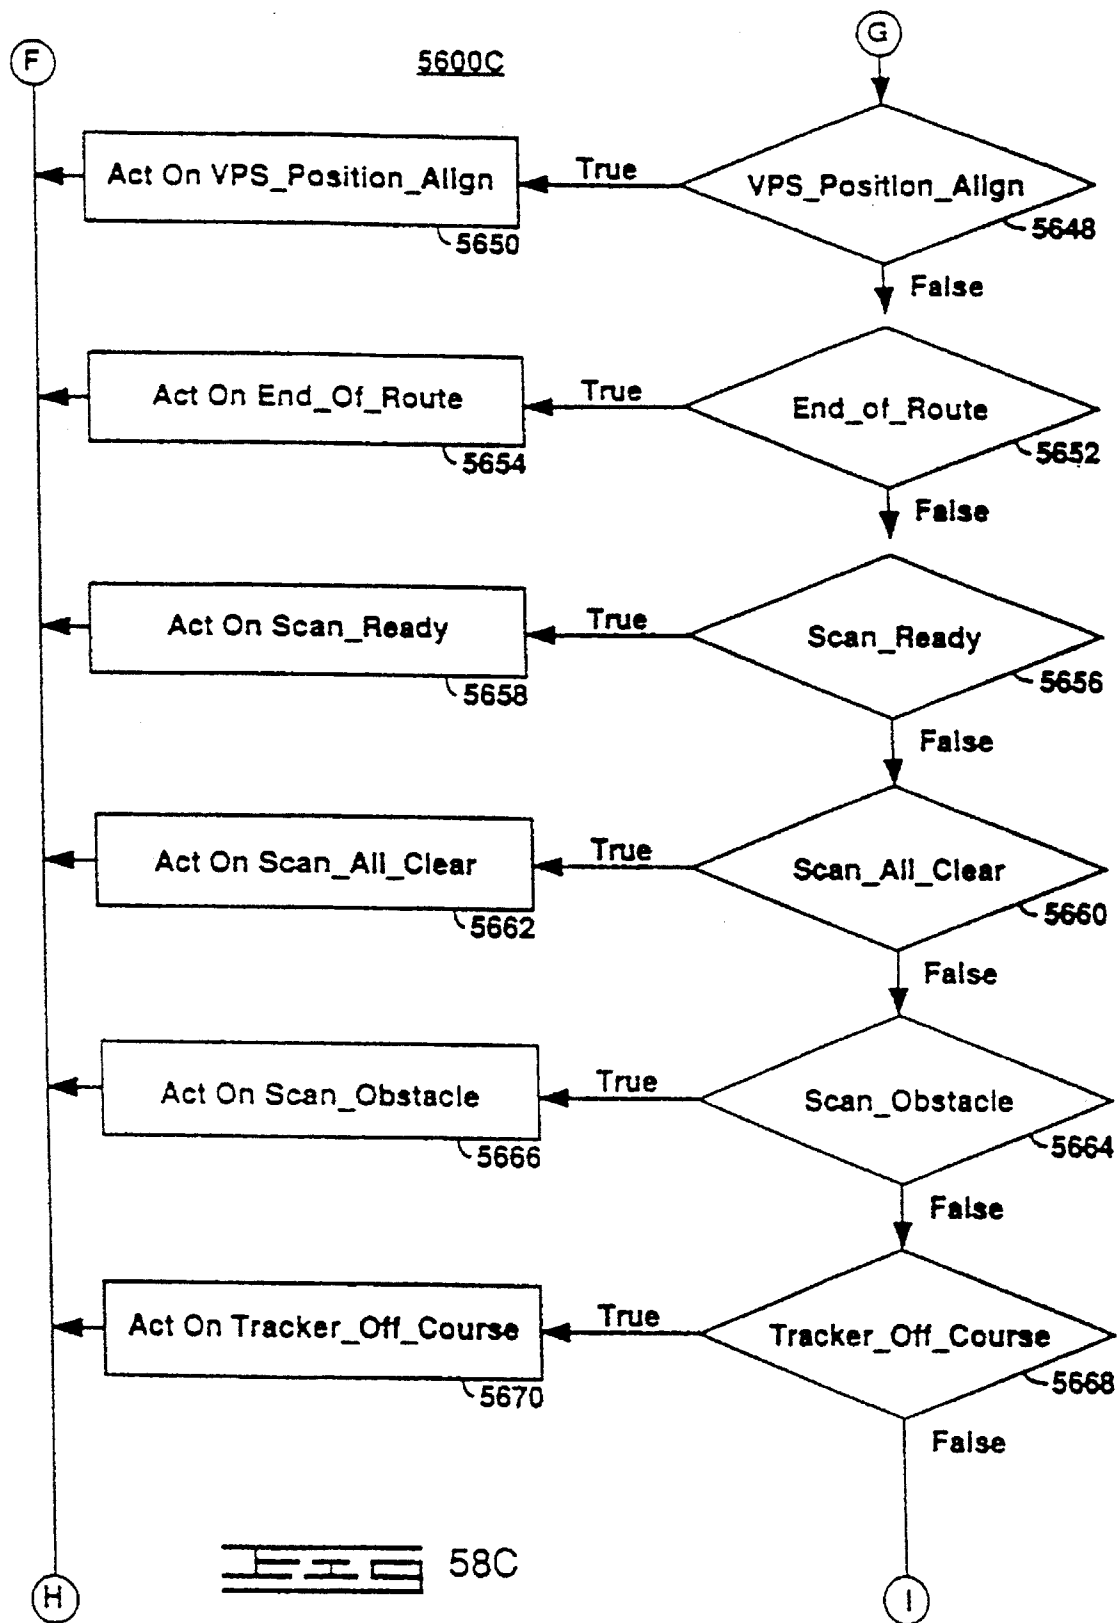 F
5600C
G
Act On VPS_Position_Align
True
VPS_Position_Align
5650
5648
False
Act On End_Of_Route
True
End_of_Route
5654
5652
False
Act On Scan_Ready
True
Scan_Ready
5658
5656
False
Act On Scan_All_Clear
True
Scan_All_Clear
5662
5660
False
Act On Scan_Obstacle
True
Scan_Obstacle
5666
5664
False
Act On Tracker_Off_Course
True
Tracker_Off_Course
5670
5668
False
58C
H
I